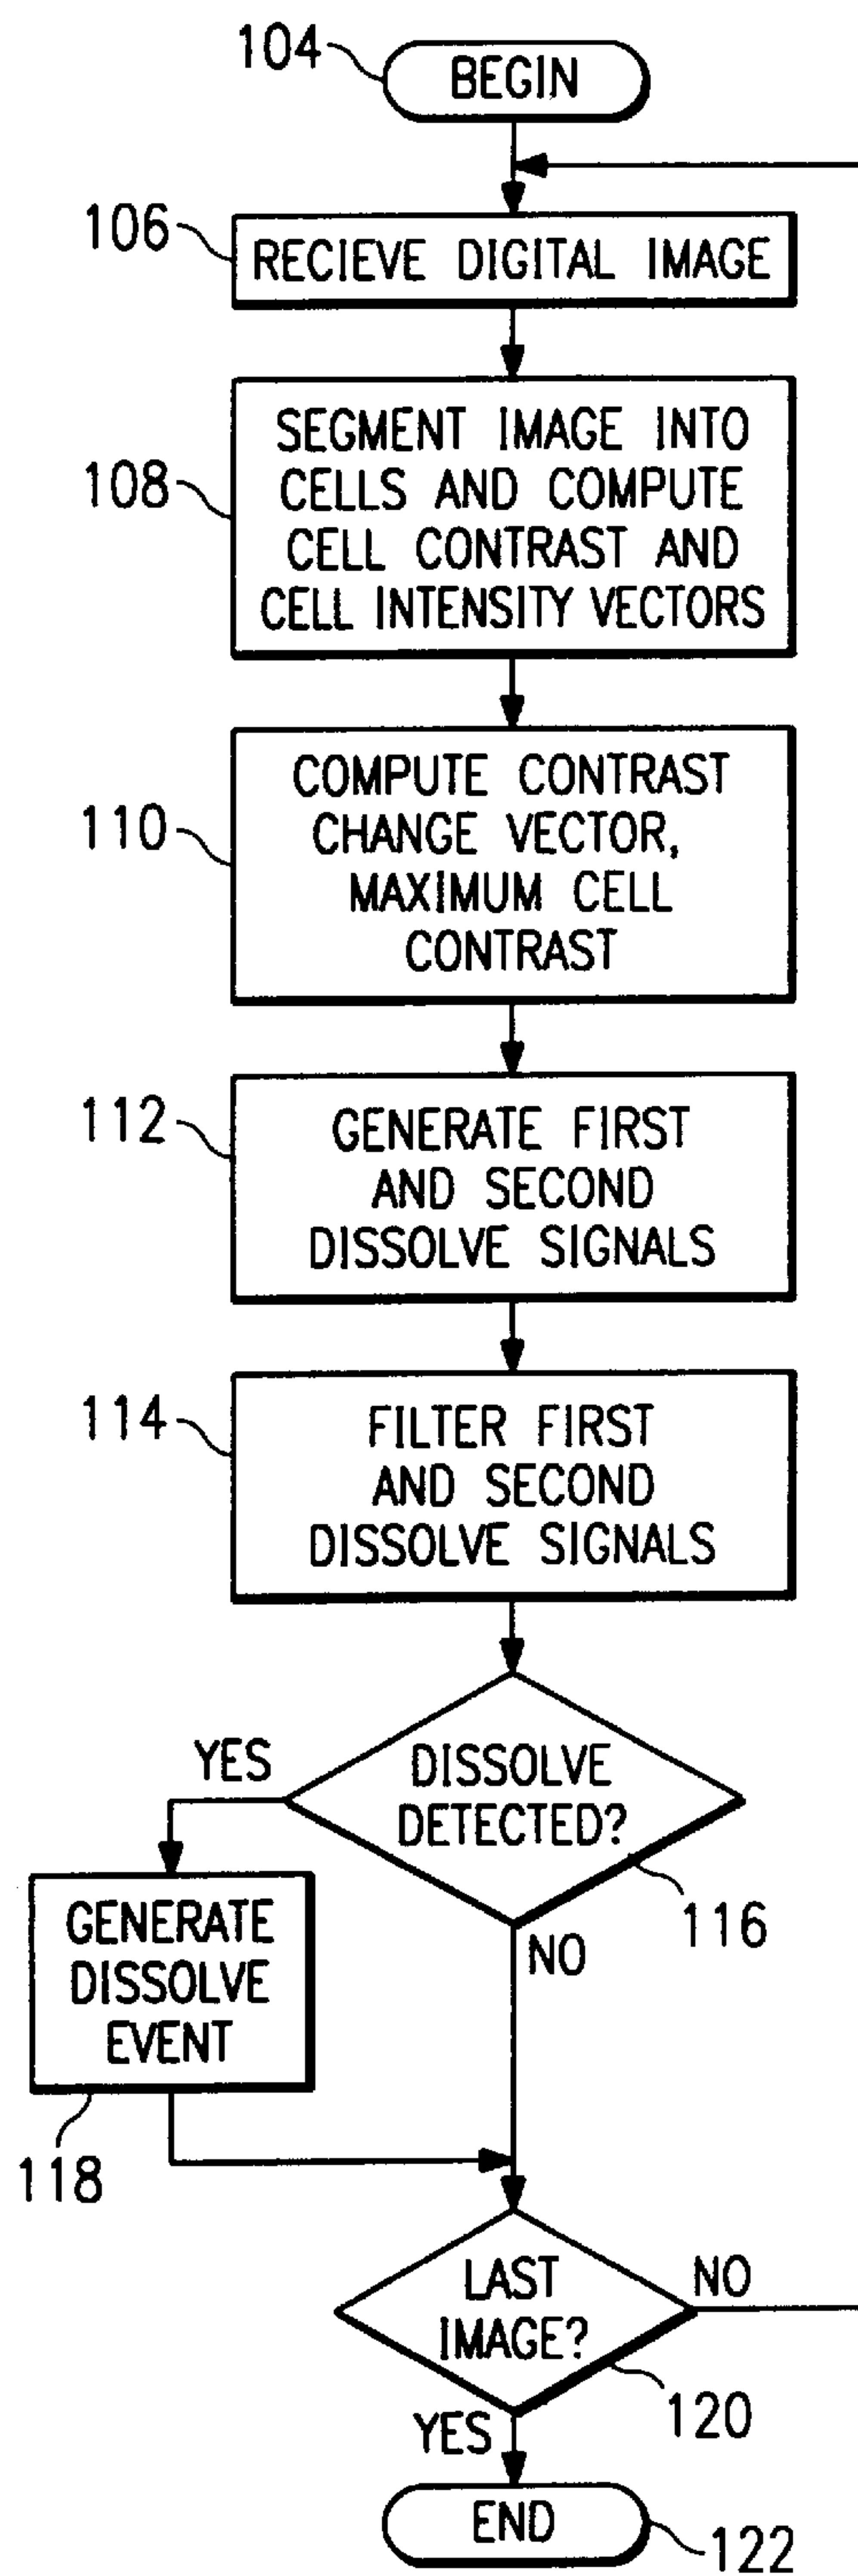 104
BEGIN
106
RECIEVE DIGITAL IMAGE
108
SEGMENT IMAGE INTO
CELLS AND COMPUTE
CELL CONTRAST AND
CELL INTENSITY VECTORS
110
COMPUTE CONTRAST
CHANGE VECTOR,
MAXIMUM CELL
CONTRAST
112
GENERATE FIRST
AND SECOND
DISSOLVE SIGNALS
114
FILTER FIRST
AND SECOND
DISSOLVE SIGNALS
YES
DISSOLVE
DETECTED?
116
NO
GENERATE
DISSOLVE
EVENT
118
LAST
IMAGE?
NO
120
YES
END
122